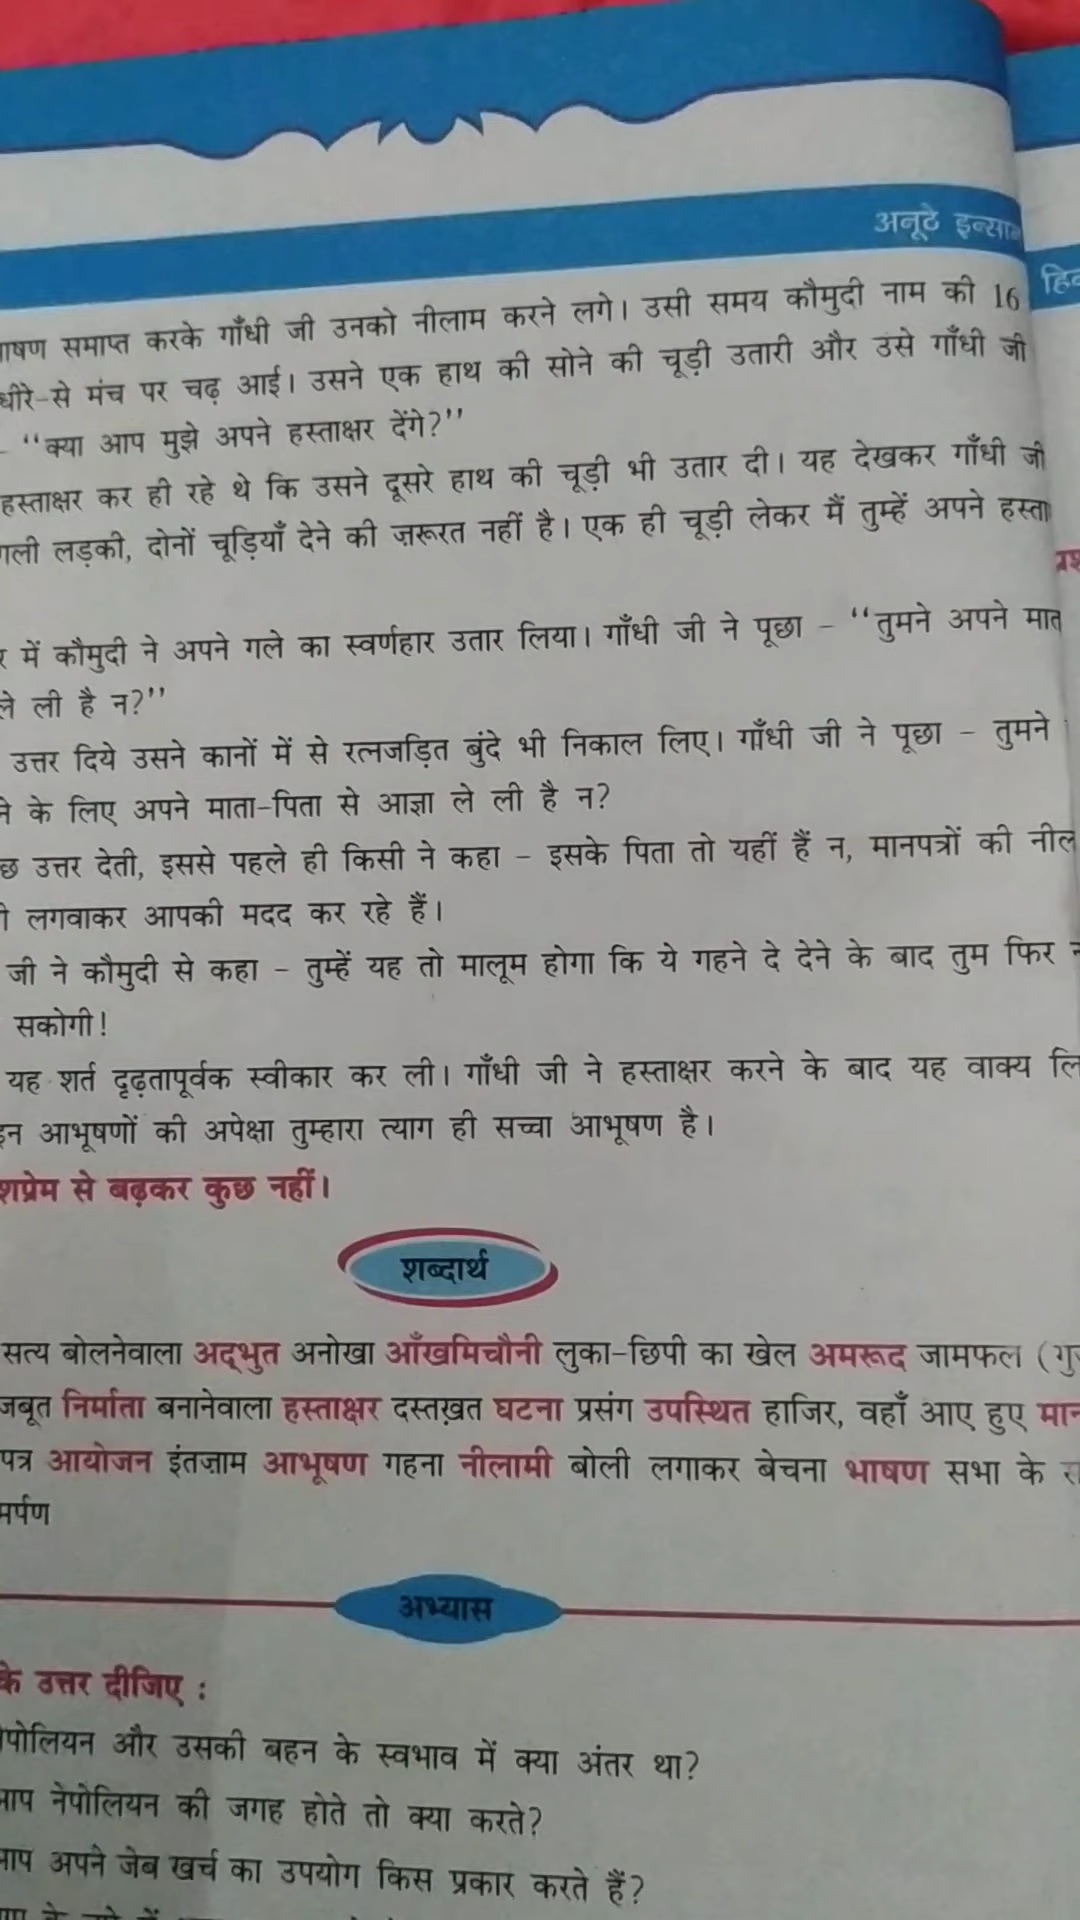 अनूठे इन्सान
भाषण समाप्त करके गाँधी जी उनको नीलाम करने लगे। उसी समय कौमुदी नाम की 16
धीरे-से मंच पर चढ़ आई। उसने एक हाथ की सोने की चूड़ी उतारी और उसे गाँधी जी
– ‘‘क्या आप मुझे अपने हस्ताक्षर देंगे?’’
हस्ताक्षर कर ही रहे थे कि उसने दूसरे हाथ की चूड़ी भी उतार दी। यह देखकर गाँधी जी
लड़की, दोनों चूड़ियाँ देने की ज़रूरत नहीं है। एक ही चूड़ी लेकर मैं तुम्हें अपने हस्ता
में कौमुदी ने अपने गले का स्वर्णहार उतार लिया। गाँधी जी ने पूछा – ‘‘तुमने अपने मात
ले ली है न?’’
उत्तर दिये उसने कानों में से रत्नजड़ित बुंदे भी निकाल लिए। गाँधी जी ने पूछा – तुमने
ने के लिए अपने माता-पिता से आज्ञा ले ली है न?
छ उत्तर देती, इससे पहले ही किसी ने कहा – इसके पिता तो यहीं हैं न, मानपत्रों की नील
लगवाकर आपकी मदद कर रहे हैं।
जी ने कौमुदी से कहा – तुम्हें यह तो मालूम होगा कि ये गहने दे देने के बाद तुम फिर
सकोगी!
यह शर्त दृढ़तापूर्वक स्वीकार कर ली। गाँधी जी ने हस्ताक्षर करने के बाद यह वाक्य लि
इन आभूषणों की अपेक्षा तुम्हारा त्याग ही सच्चा आभूषण है।
शप्रेम से बढ़कर कुछ नहीं।
शब्दार्थ
सत्य बोलनेवाला अद्भुत अनोखा आँखमिचौनी लुका-छिपी का खेल अमरूद जामफल (गु
जबूत निर्माता बनानेवाला हस्ताक्षर दस्तख़त घटना प्रसंग उपस्थित हाजिर, वहाँ आए हुए मान
पत्र आयोजन इंतज़ाम आभूषण गहना नीलामी बोली लगाकर बेचना भाषण सभा के
मर्पण
अभ्यास
के उत्तर दीजिए :
पोलियन और उसकी बहन के स्वभाव में क्या अंतर था?
आप नेपोलियन की जगह होते तो क्या करते?
आप अपने जेब खर्च का उपयोग किस प्रकार करते हैं?